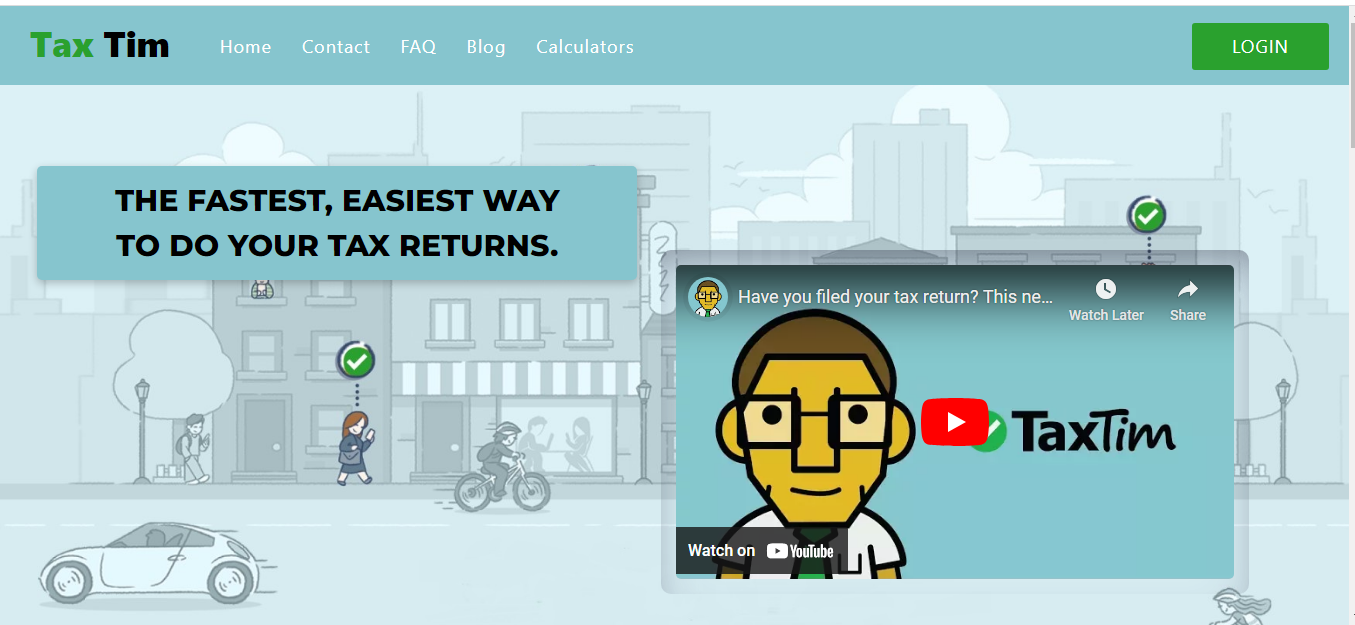 Tax Tim
Home
Contact
FAQ
Blog
Calculators
LOGIN
THE FASTEST, EASIEST WAY
TO DO YOUR TAX RETURNS.
Have you filed your tax return? This ne...
Watch Later
Share
TaxTim
Watch on YouTube